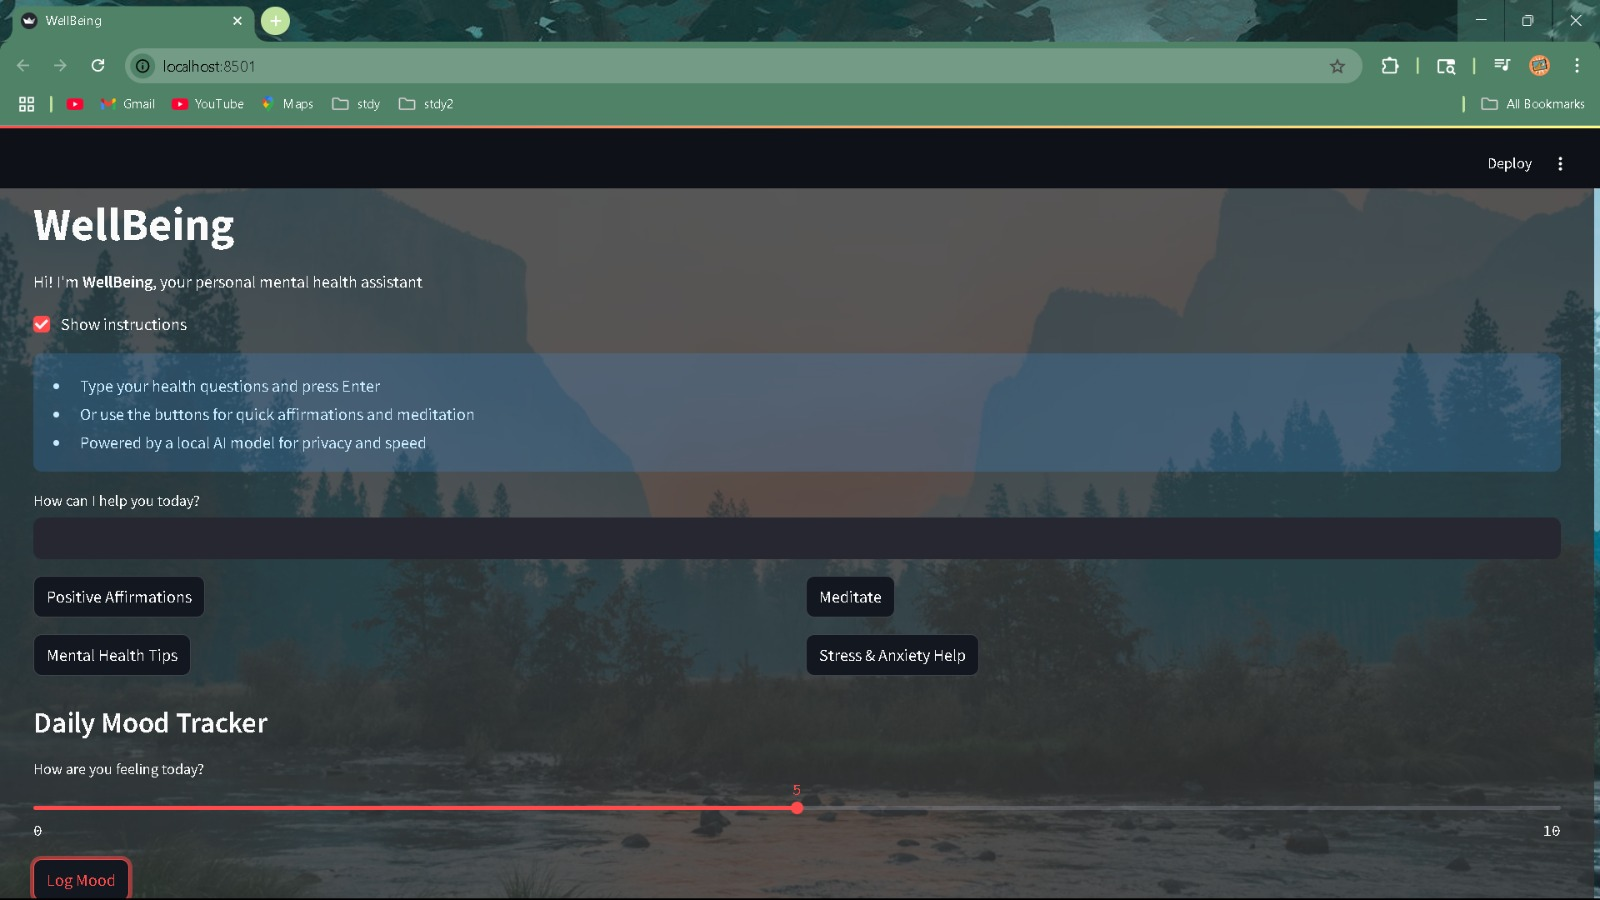 WellBeing
localhost:8501
Gmail
YouTube
Maps
stdy
stdy2
All Bookmarks
Deploy
WellBeing
Hi! I'm WellBeing, your personal mental health assistant
Show instructions
• Type your health questions and press Enter
• Or use the buttons for quick affirmations and meditation
• Powered by a local AI model for privacy and speed
How can I help you today?
Positive Affirmations
Meditate
Mental Health Tips
Stress & Anxiety Help
Daily Mood Tracker
How are you feeling today?
5
0
10
Log Mood